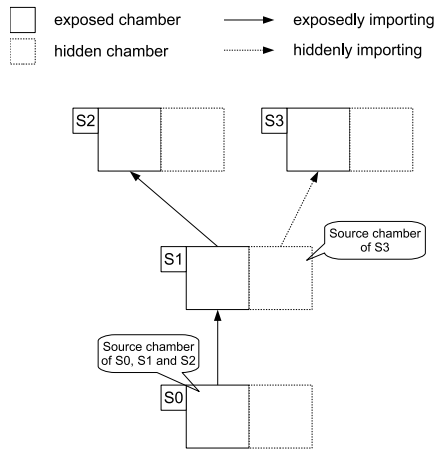 exposed chamber
exposedly importing
hidden chamber
hiddenly importing
S2
S3
Source chamber
of S3
S1
Source chamber
of S0, S1 and S2
S0